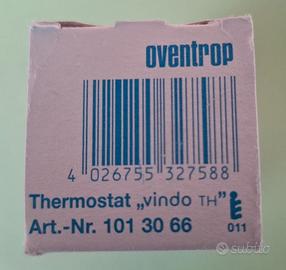 oventrop
4 026755 327588
Thermostat „vindo TH”
Art.-Nr. 101 30 66
011
subito